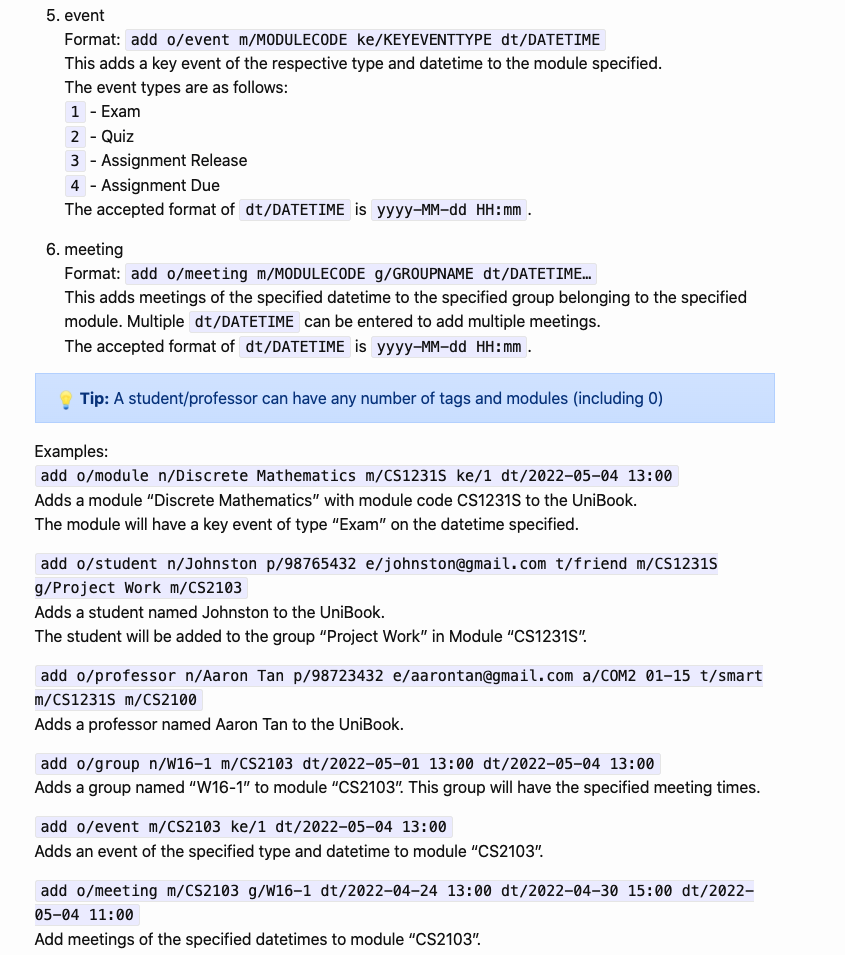 5. event
Format: add o/event m/MODULECODE ke/KEYEVENTTYPE dt/DATETIME
This adds a key event of the respective type and datetime to the module specified.
The event types are as follows:
1 - Exam
2 - Quiz
3 - Assignment Release
4 - Assignment Due
The accepted format of dt/DATETIME is yyyy-MM-dd HH:mm.
6. meeting
Format: add o/meeting m/MODULECODE g/GROUPNAME dt/DATETIME…
This adds meetings of the specified datetime to the specified group belonging to the specified
module. Multiple dt/DATETIME can be entered to add multiple meetings.
The accepted format of dt/DATETIME is yyyy-MM-dd HH:mm.
💡 Tip: A student/professor can have any number of tags and modules (including 0)
Examples:
add o/module n/Discrete Mathematics m/CS1231S ke/1 dt/2022-05-04 13:00
Adds a module “Discrete Mathematics” with module code CS1231S to the UniBook.
The module will have a key event of type “Exam” on the datetime specified.
add o/student n/Johnston p/98765432 e/johnston@gmail.com t/friend m/CS1231S
g/Project Work m/CS2103
Adds a student named Johnston to the UniBook.
The student will be added to the group “Project Work” in Module “CS1231S”.
add o/professor n/Aaron Tan p/98723432 e/aarontan@gmail.com a/COM2 01-15 t/smart
m/CS1231S m/CS2100
Adds a professor named Aaron Tan to the UniBook.
add o/group n/W16-1 m/CS2103 dt/2022-05-01 13:00 dt/2022-05-04 13:00
Adds a group named “W16-1” to module “CS2103”. This group will have the specified meeting times.
add o/event m/CS2103 ke/1 dt/2022-05-04 13:00
Adds an event of the specified type and datetime to module “CS2103”.
add o/meeting m/CS2103 g/W16-1 dt/2022-04-24 13:00 dt/2022-04-30 15:00 dt/2022-
05-04 11:00
Add meetings of the specified datetimes to module “CS2103”.